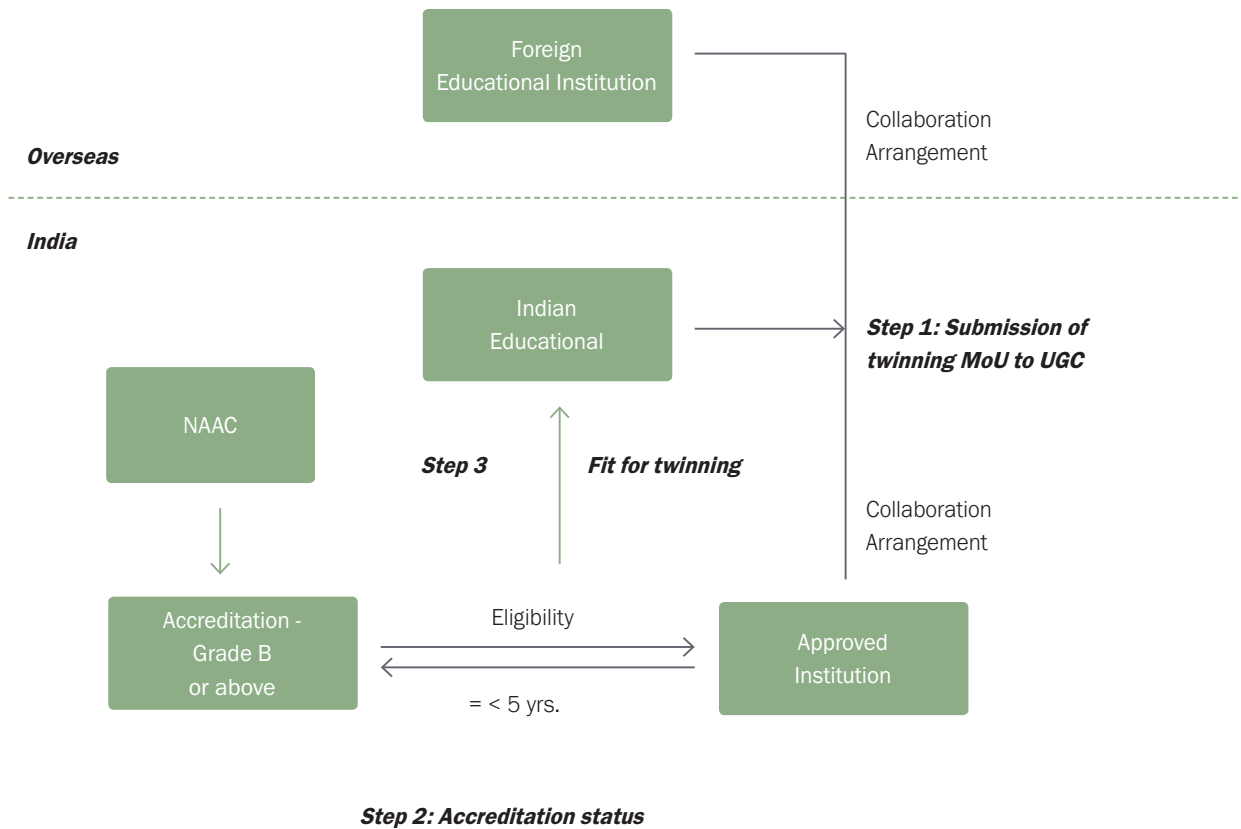 Foreign
Educational Institution
Collaboration
Arrangement
Overseas
India
Indian
Educational
Step 1: Submission of
twinning MoU to UGC
NAAC
Step 3
Fit for twinning
Collaboration
Arrangement
Accreditation -
Grade B
or above
Eligibility
= < 5 yrs.
Approved
Institution
Step 2: Accreditation status